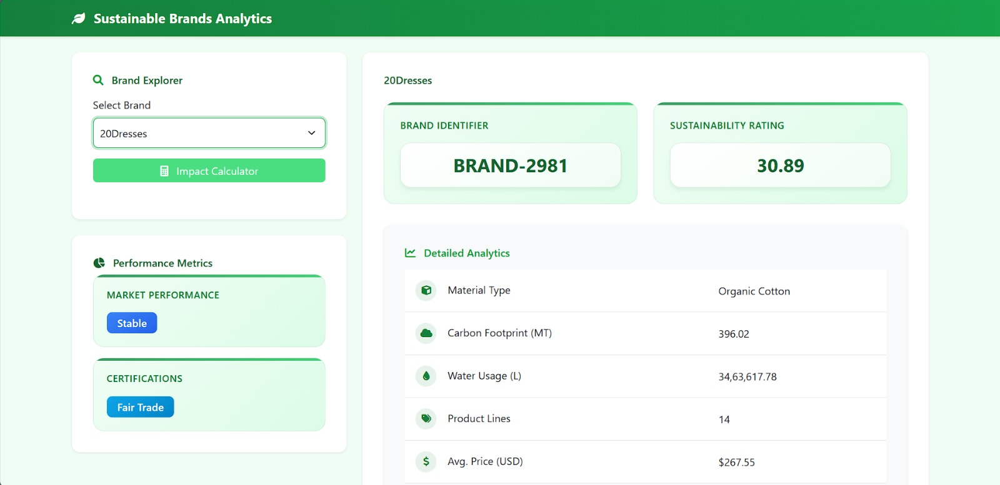 Sustainable Brands Analytics
Brand Explorer
Select Brand
20Dresses
Impact Calculator
Performance Metrics
MARKET PERFORMANCE
Stable
CERTIFICATIONS
Fair Trade
20Dresses
BRAND IDENTIFIER
BRAND-2981
SUSTAINABILITY RATING
30.89
Detailed Analytics
Material Type Organic Cotton
Carbon Footprint (MT) 396.02
Water Usage (L) 34,63,617.78
Product Lines 14
Avg. Price (USD) $267.55